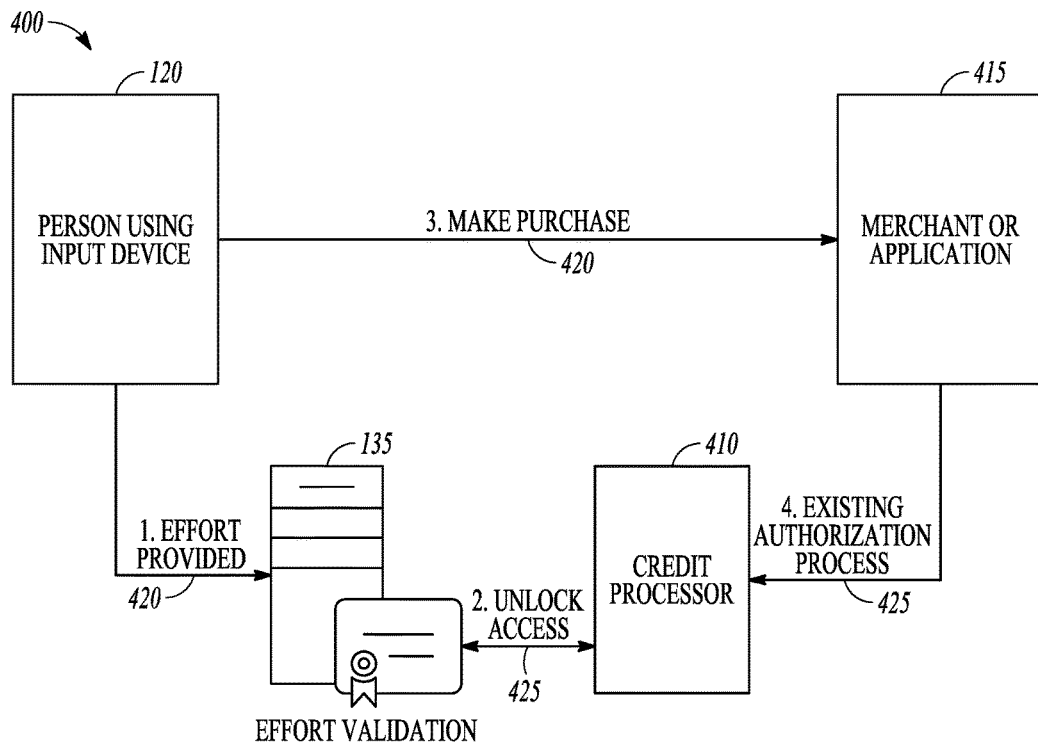 400
120
415
PERSON USING
INPUT DEVICE
3. MAKE PURCHASE
420
MERCHANT OR
APPLICATION
135
410
1. EFFORT
PROVIDED
420
2. UNLOCK
ACCESS
425
CREDIT
PROCESSOR
4. EXISTING
AUTHORIZATION
PROCESS
425
EFFORT VALIDATION